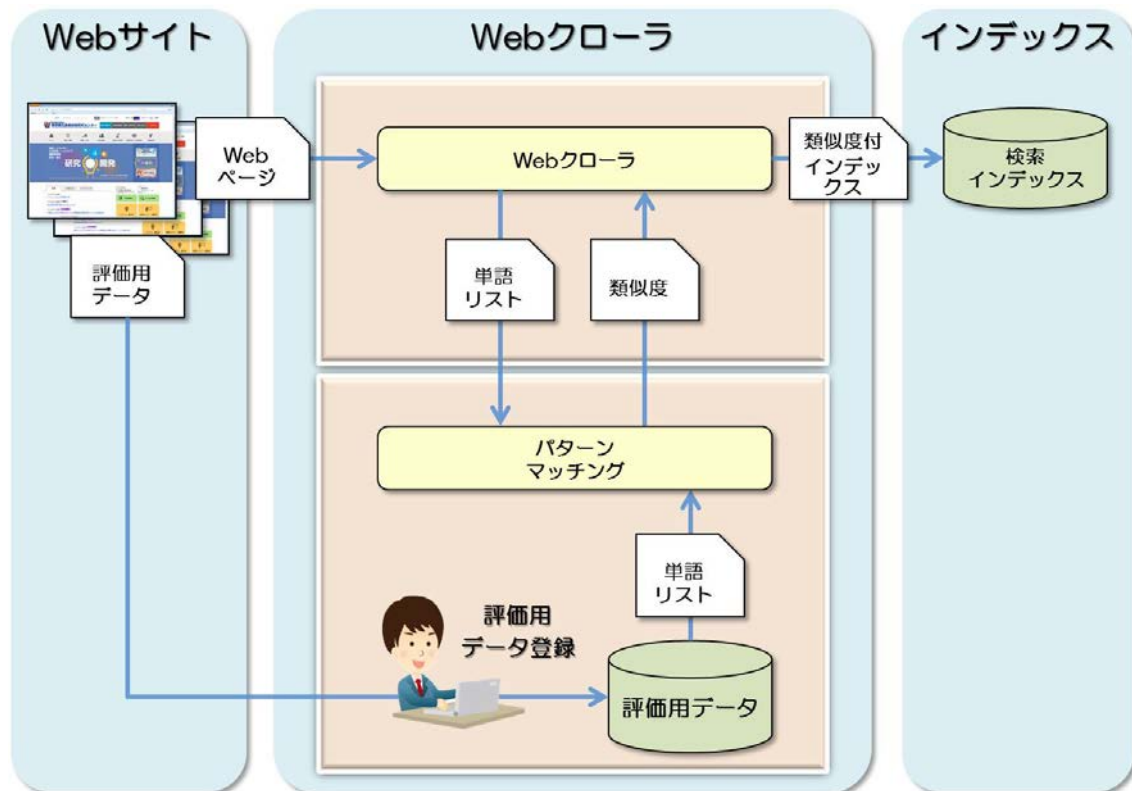 Webサイト
Webクローラ
インデックス
研究
開発
Web
ページ
Webクローラ
類似度付
インデッ
クス
検索
インデックス
評価用
データ
単語
リスト
類似度
パターン
マッチング
単語
リスト
評価用
データ登録
評価用データ